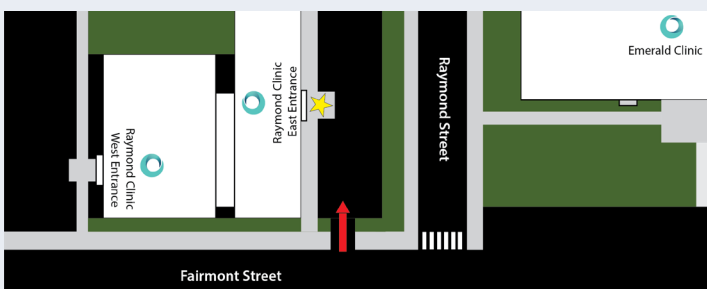 Emerald Clinic
Raymond Street
Raymond Clinic
East Entrance
Raymond Clinic
West Entrance
Fairmont Street